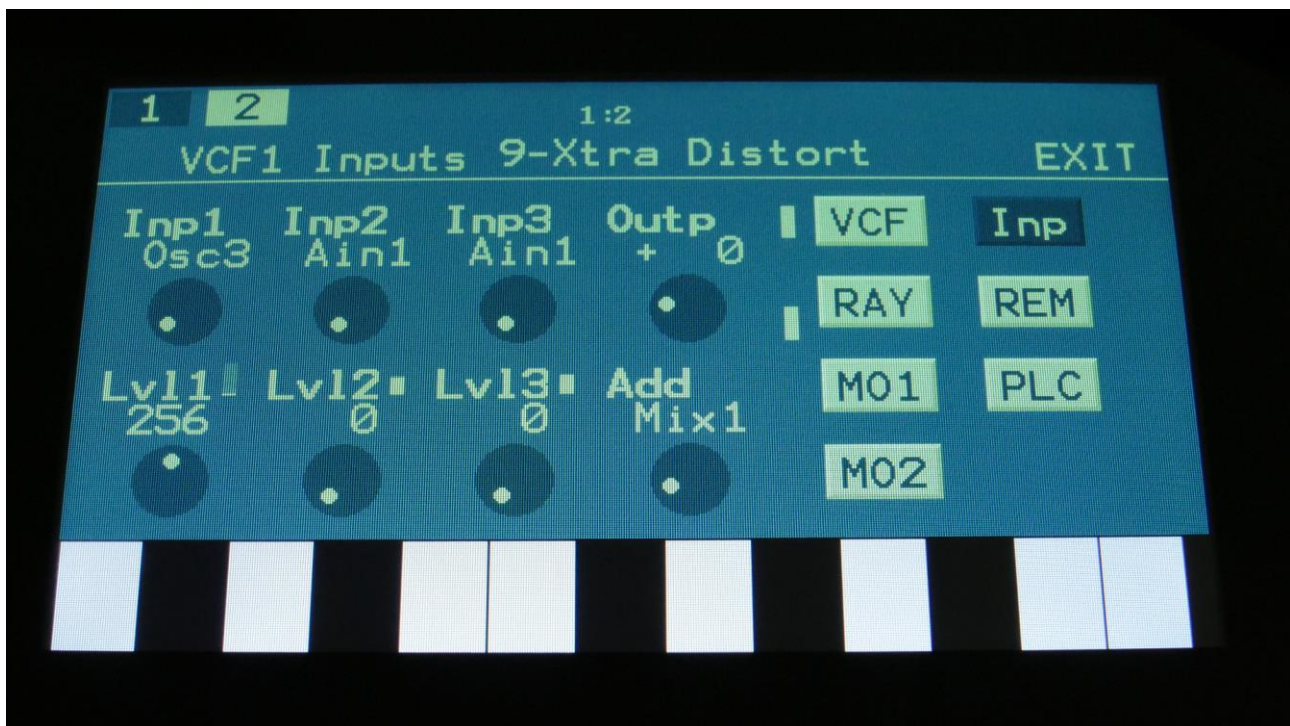 1 2 1:2
VCF1 Inputs 9-Xtra Distort EXIT
Inp1 Inp2 Inp3 Outp VCF Inp
Osc3 Ain1 Ain1 + 0
RAY REM
Lvl1 Lvl2 Lvl3 Add MO1 PLC
256 0 0 Mix1
MO2